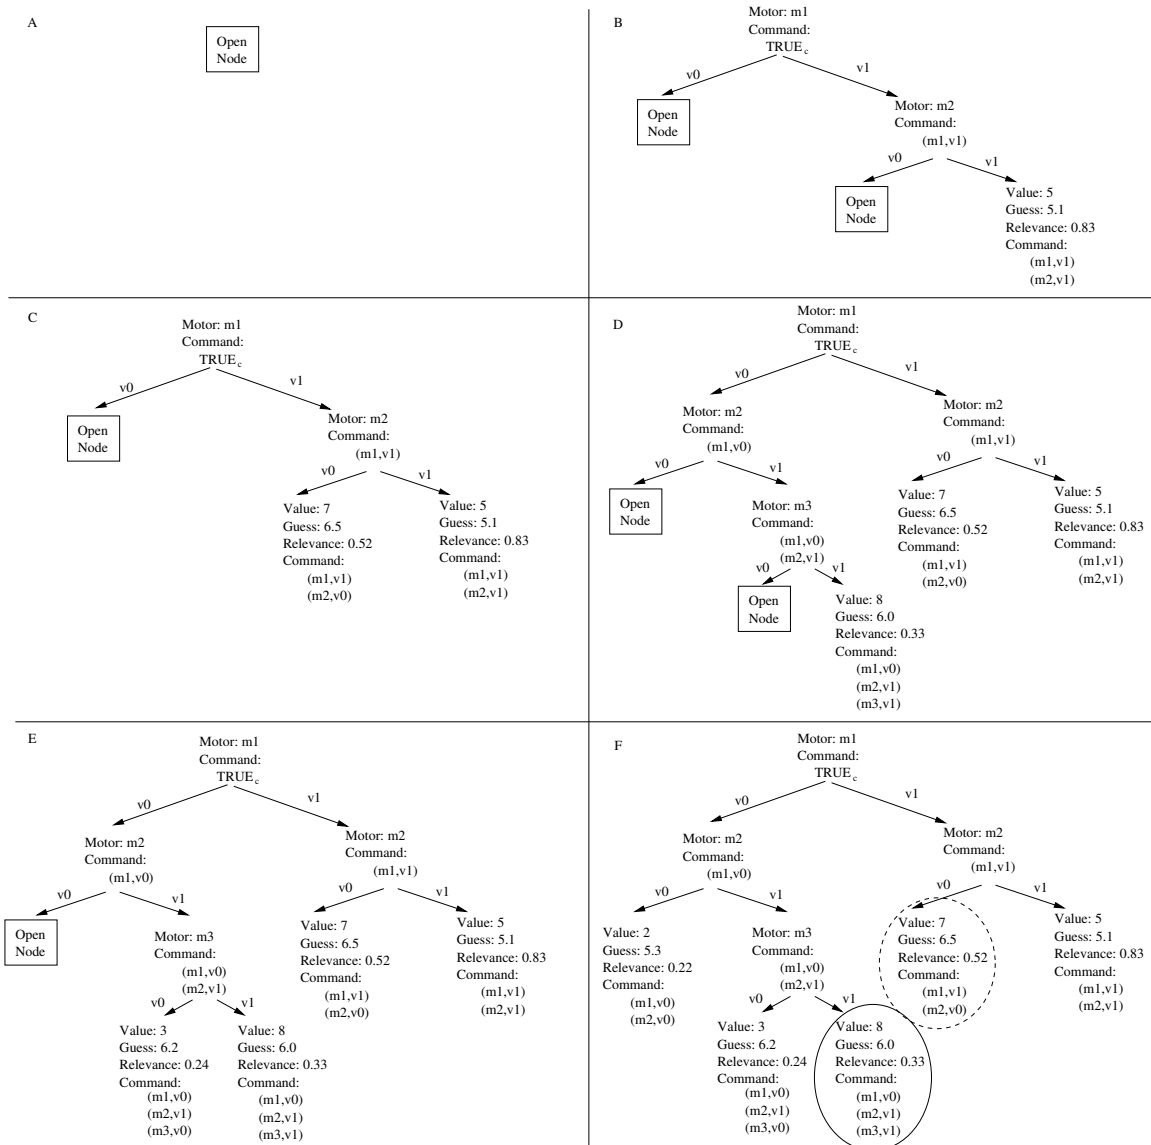 A
Open
Node
B
Motor: m1
Command:
TRUEc
v0
v1
Open
Node
Motor: m2
Command:
(m1,v1)
v0
v1
Open
Node
Value: 5
Guess: 5.1
Relevance: 0.83
Command:
(m1,v1)
(m2,v1)
C
Motor: m1
Command:
TRUEc
v0
v1
Open
Node
Motor: m2
Command:
(m1,v1)
v0
v1
Value: 7
Guess: 6.5
Relevance: 0.52
Command:
(m1,v1)
(m2,v0)
Value: 5
Guess: 5.1
Relevance: 0.83
Command:
(m1,v1)
(m2,v1)
D
Motor: m1
Command:
TRUEc
v0
v1
Motor: m2
Command:
(m1,v0)
Motor: m2
Command:
(m1,v1)
v0
v1
v0
v1
Open
Node
Motor: m3
Command:
(m1,v0)
(m2,v1)
v0
v1
Open
Node
Value: 8
Guess: 6.0
Relevance: 0.33
Command:
(m1,v0)
(m2,v1)
(m3,v1)
Value: 7
Guess: 6.5
Relevance: 0.52
Command:
(m1,v1)
(m2,v0)
Value: 5
Guess: 5.1
Relevance: 0.83
Command:
(m1,v1)
(m2,v1)
E
Motor: m1
Command:
TRUEc
v0
v1
Motor: m2
Command:
(m1,v0)
Motor: m2
Command:
(m1,v1)
v0
v1
v0
v1
Open
Node
Motor: m3
Command:
(m1,v0)
(m2,v1)
v0
v1
Value: 3
Guess: 6.2
Relevance: 0.24
Command:
(m1,v0)
(m2,v1)
(m3,v0)
Value: 8
Guess: 6.0
Relevance: 0.33
Command:
(m1,v0)
(m2,v1)
(m3,v1)
Value: 7
Guess: 6.5
Relevance: 0.52
Command:
(m1,v1)
(m2,v0)
Value: 5
Guess: 5.1
Relevance: 0.83
Command:
(m1,v1)
(m2,v1)
F
Motor: m1
Command:
TRUEc
v0
v1
Motor: m2
Command:
(m1,v0)
Motor: m2
Command:
(m1,v1)
v0
v1
v0
v1
Value: 2
Guess: 5.3
Relevance: 0.22
Command:
(m1,v0)
(m2,v0)
Motor: m3
Command:
(m1,v0)
(m2,v1)
v0
v1
Value: 3
Guess: 6.2
Relevance: 0.24
Command:
(m1,v0)
(m2,v1)
(m3,v0)
Value: 8
Guess: 6.0
Relevance: 0.33
Command:
(m1,v0)
(m2,v1)
(m3,v1)
Value: 7
Guess: 6.5
Relevance: 0.52
Command:
(m1,v1)
(m2,v0)
Value: 5
Guess: 5.1
Relevance: 0.83
Command:
(m1,v1)
(m2,v1)